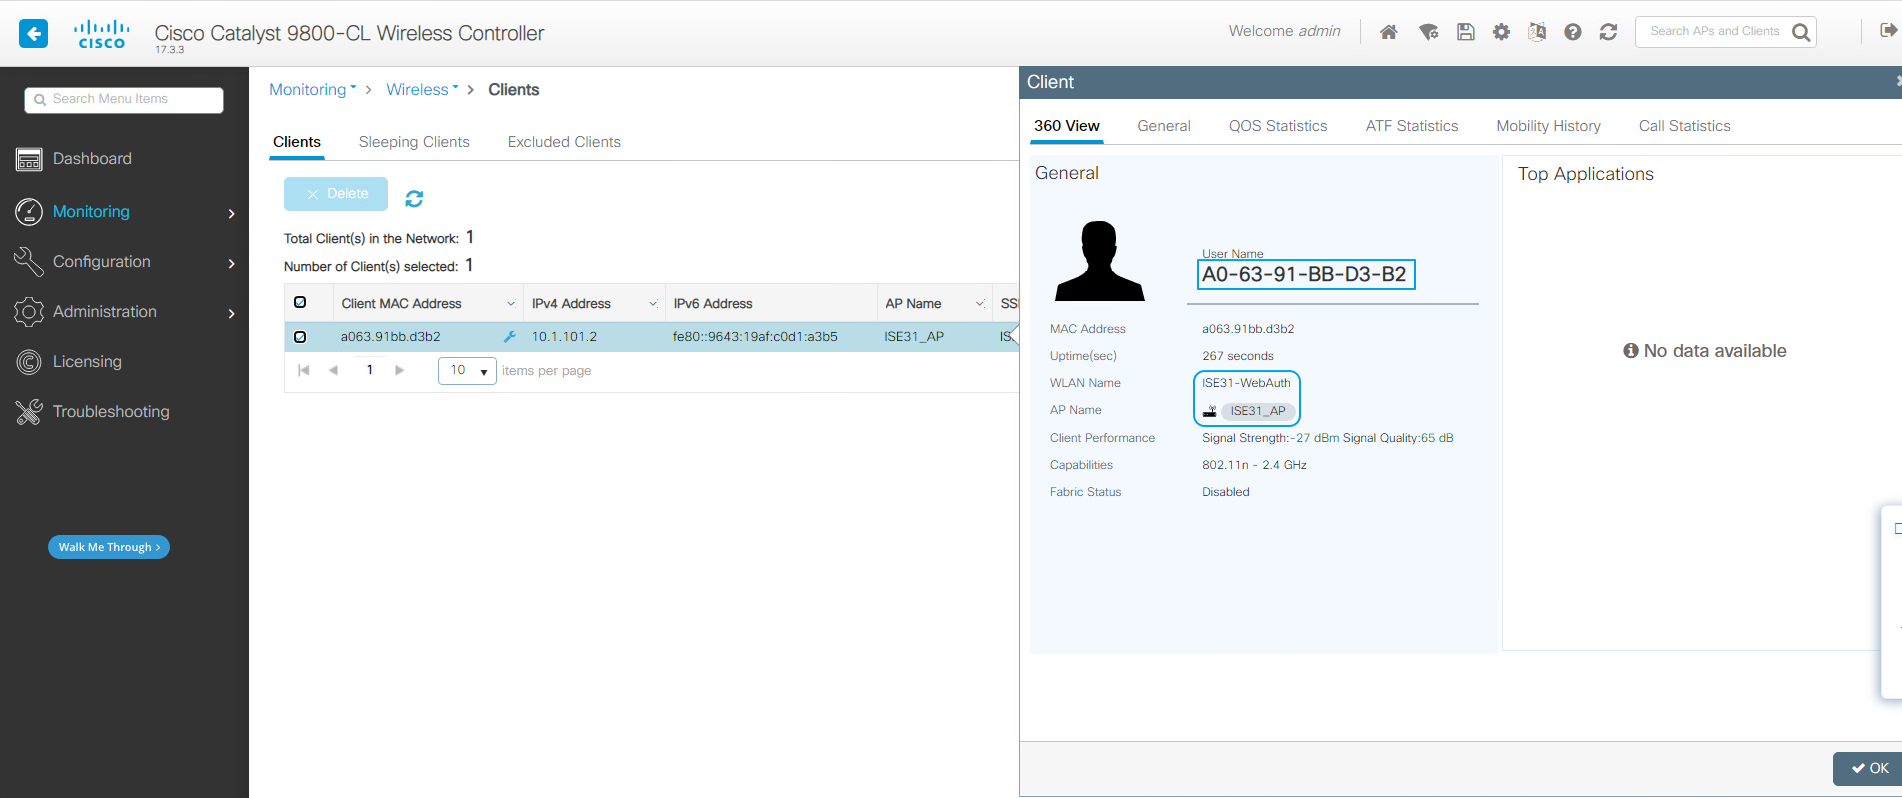 CISCO
Cisco Catalyst 9800-CL Wireless Controller
17.3.3
Welcome admin
Search APs and Clients
Search Menu Items
Dashboard
Monitoring
Configuration
Administration
Licensing
Troubleshooting
Walk Me Through >
Monitoring > Wireless > Clients
Clients Sleeping Clients Excluded Clients
× Delete
Total Client(s) in the Network: 1
Number of Client(s) selected: 1
Client MAC Address IPv4 Address IPv6 Address AP Name SSI
a063.91bb.d3b2 10.1.101.2 fe80::9643:19af:c0d1:a3b5 ISE31_AP IS
1 10 items per page
Client
360 View General QOS Statistics ATF Statistics Mobility History Call Statistics
General
User Name
A0-63-91-BB-D3-B2
MAC Address a063.91bb.d3b2
Uptime(sec) 267 seconds
WLAN Name ISE31-WebAuth
AP Name ISE31_AP
Client Performance Signal Strength:-27 dBm Signal Quality:65 dB
Capabilities 802.11n - 2.4 GHz
Fabric Status Disabled
Top Applications
No data available
OK